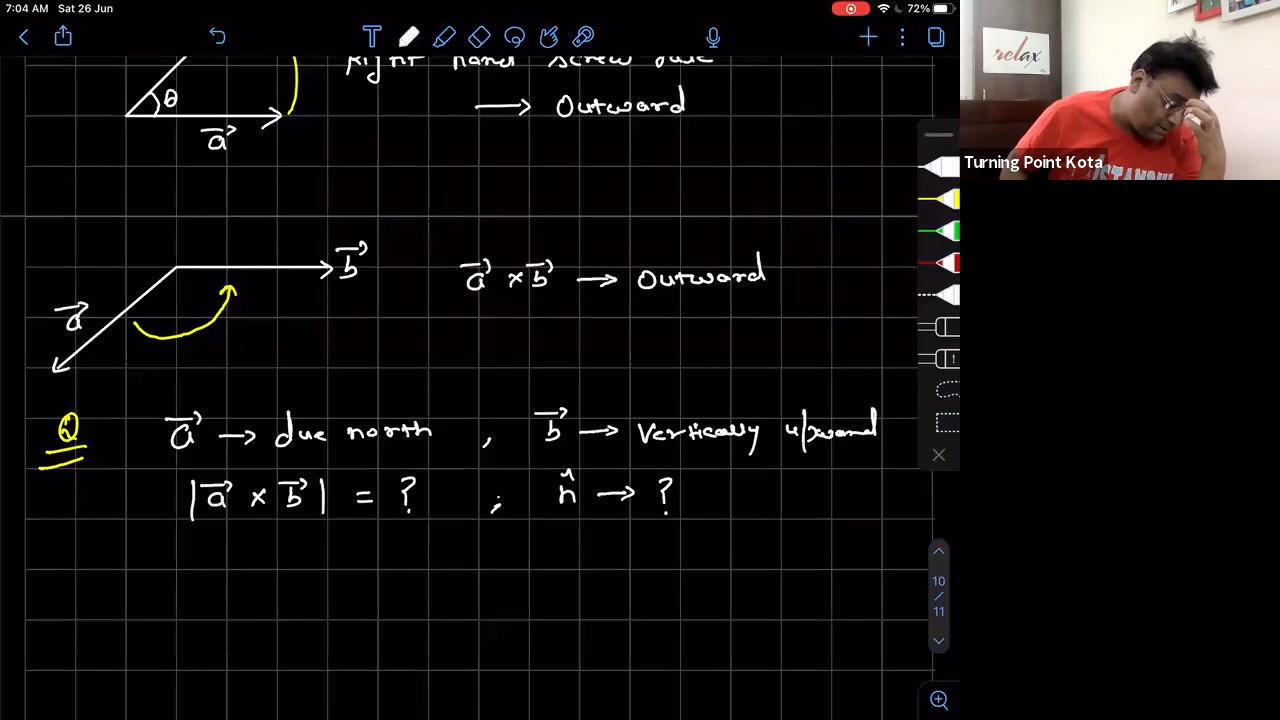 7:04 AM Sat 26 Jun 72%
relax
Turning Point Kota
Right hand screw rule
→ Outward
θ
a⃗
b⃗
a⃗
a⃗ × b⃗ → Outward
Q a⃗ → due north , b⃗ → Vertically upward
|a⃗ × b⃗| = ? ; n̂ → ?
10
/
11